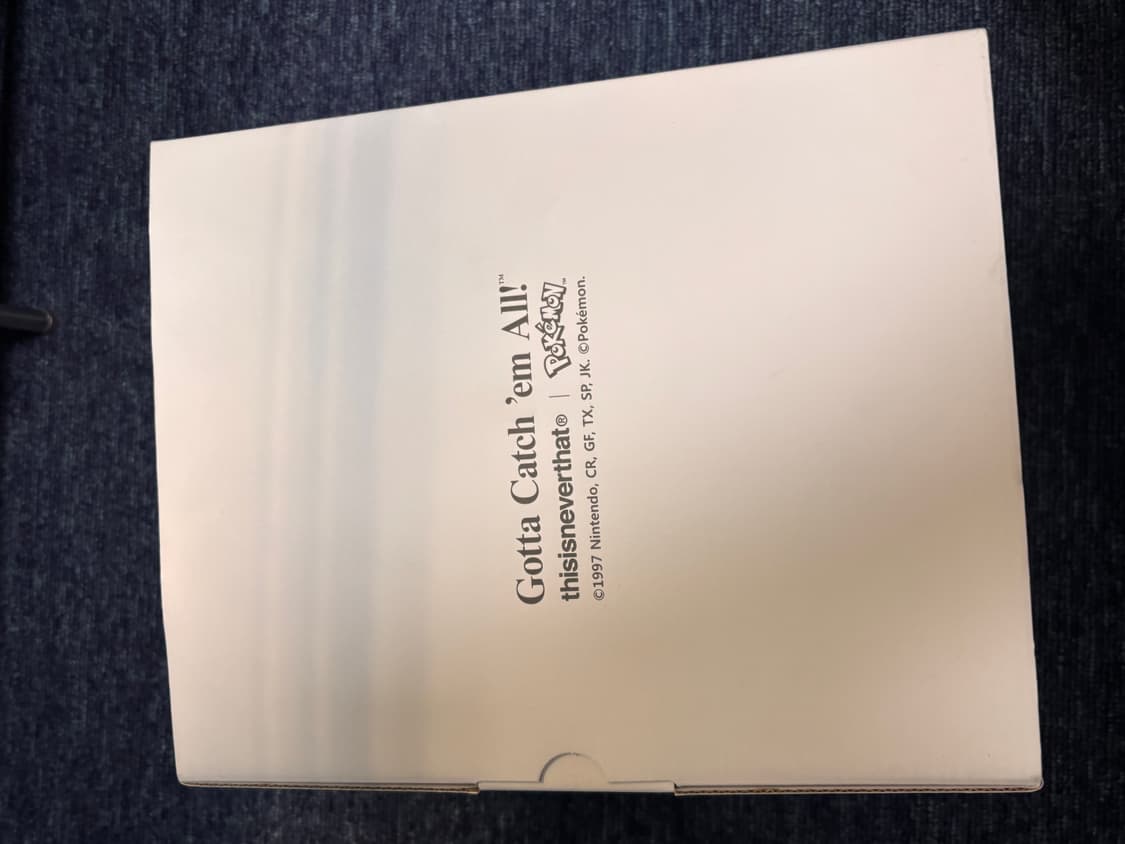 Gotta Catch ’em All!™
thisisneverthat® | POKéMON™
©1997 Nintendo, CR, GF, TX, SP, JK. ©Pokémon.